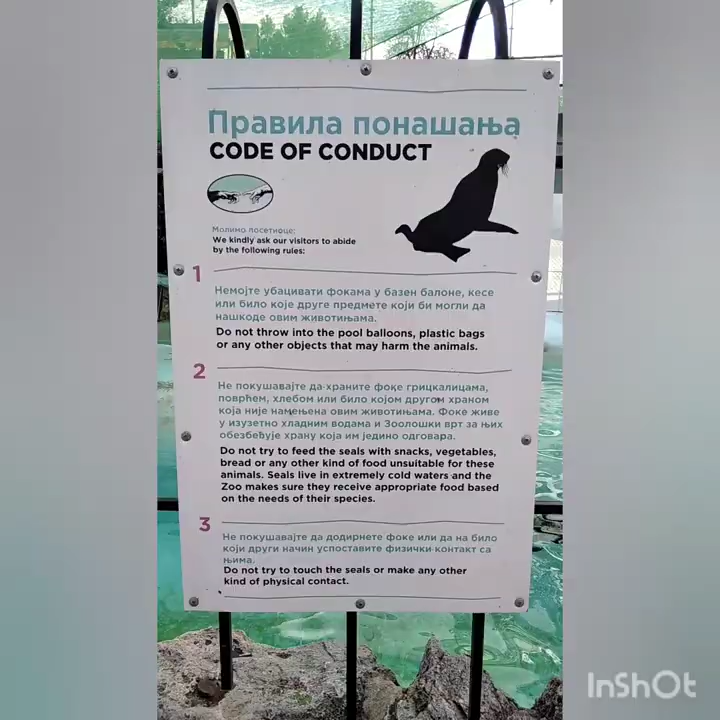 Правила понашања
CODE OF CONDUCT
Молимо посетиоце:
We kindly ask our visitors to abide
by the following rules:
1
Немојте убацивати фокама у базен балоне, кесе
или било које друге предмете који би могли да
нашкоде овим животињама.
Do not throw into the pool balloons, plastic bags
or any other objects that may harm the animals.
2
Не покушавајте да храните фоке грицкалицама,
поврћем, хлебом или било којом другом храном
која није намењена овим животињама. Фоке живе
у изузетно хладним водама и Зоолошки врт за њих
обезбеђује храну која им једино одговара.
Do not try to feed the seals with snacks, vegetables,
bread or any other kind of food unsuitable for these
animals. Seals live in extremely cold waters and the
Zoo makes sure they receive appropriate food based
on the needs of their species.
3
Не покушавајте да додирнете фоке или да на било
који други начин успоставите физички контакт са
њима.
Do not try to touch the seals or make any other
kind of physical contact.
InShOt